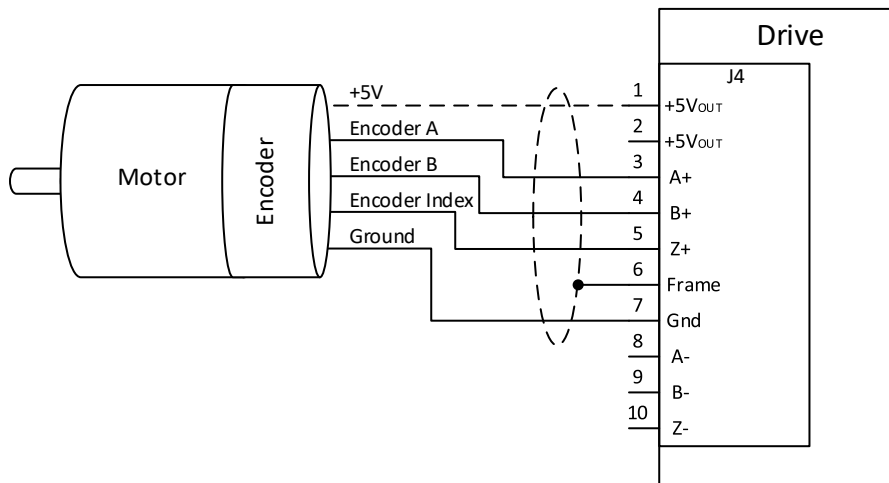 Drive
J4
Motor
Encoder
+5V
Encoder A
Encoder B
Encoder Index
Ground
1 +5VOUT
2 +5VOUT
3 A+
4 B+
5 Z+
6 Frame
7 Gnd
8 A-
9 B-
10 Z-